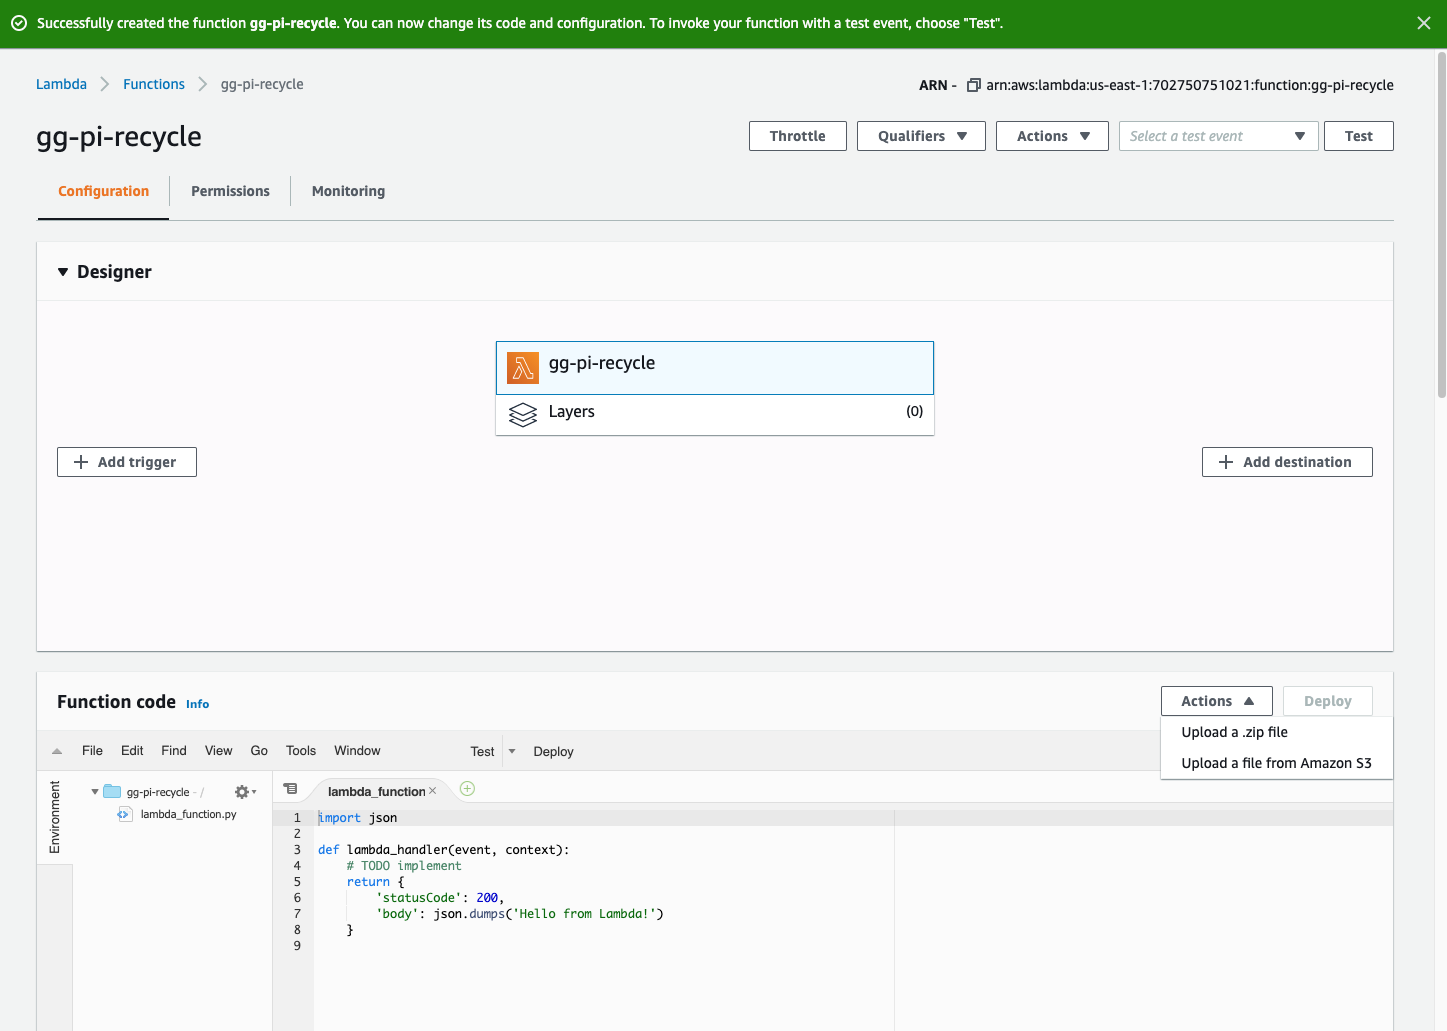 Successfully created the function gg-pi-recycle. You can now change its code and configuration. To invoke your function with a test event, choose "Test".
Lambda Functions gg-pi-recycle
ARN - arn:aws:lambda:us-east-1:702750751021:function:gg-pi-recycle
gg-pi-recycle
Throttle Qualifiers Actions Select a test event Test
Configuration Permissions Monitoring
Designer
gg-pi-recycle
Layers (0)
+ Add trigger + Add destination
Function code Info
Actions Deploy
Upload a .zip file
Upload a file from Amazon S3
File Edit Find View Go Tools Window Test Deploy
Environment
gg-pi-recycle - /
lambda_function.py
lambda_function ×
1 import json
2
3 def lambda_handler(event, context):
4     # TODO implement
5     return {
6         'statusCode': 200,
7         'body': json.dumps('Hello from Lambda!')
8     }
9